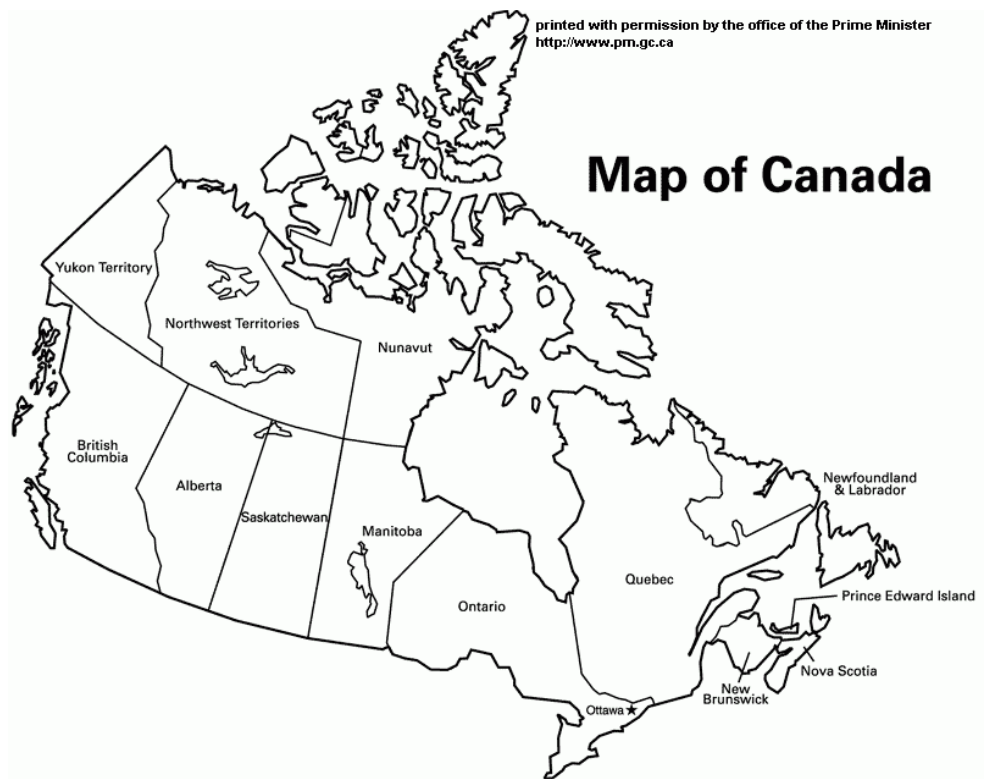 printed with permission by the office of the Prime Minister
http://www.pm.gc.ca
Map of Canada
Yukon Territory
Northwest Territories
Nunavut
British
Columbia
Alberta
Saskatchewan
Manitoba
Ontario
Quebec
Newfoundland
& Labrador
Prince Edward Island
Nova Scotia
New
Brunswick
Ottawa